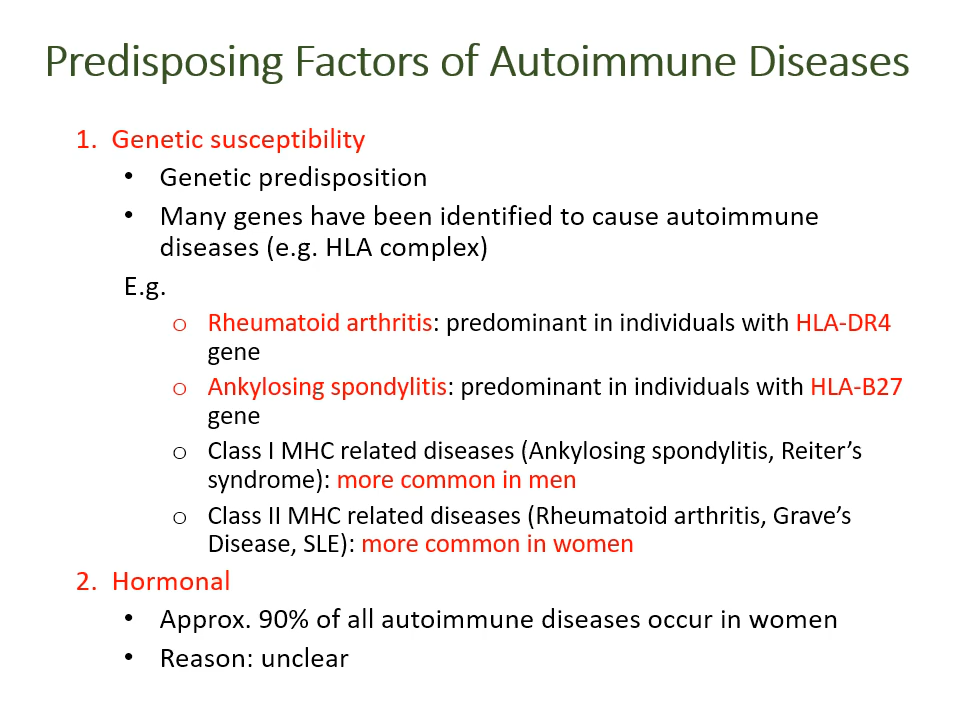 Predisposing Factors of Autoimmune Diseases
1. Genetic susceptibility
• Genetic predisposition
• Many genes have been identified to cause autoimmune
diseases (e.g. HLA complex)
E.g.
o Rheumatoid arthritis: predominant in individuals with HLA-DR4
gene
o Ankylosing spondylitis: predominant in individuals with HLA-B27
gene
o Class I MHC related diseases (Ankylosing spondylitis, Reiter’s
syndrome): more common in men
o Class II MHC related diseases (Rheumatoid arthritis, Grave’s
Disease, SLE): more common in women
2. Hormonal
• Approx. 90% of all autoimmune diseases occur in women
• Reason: unclear